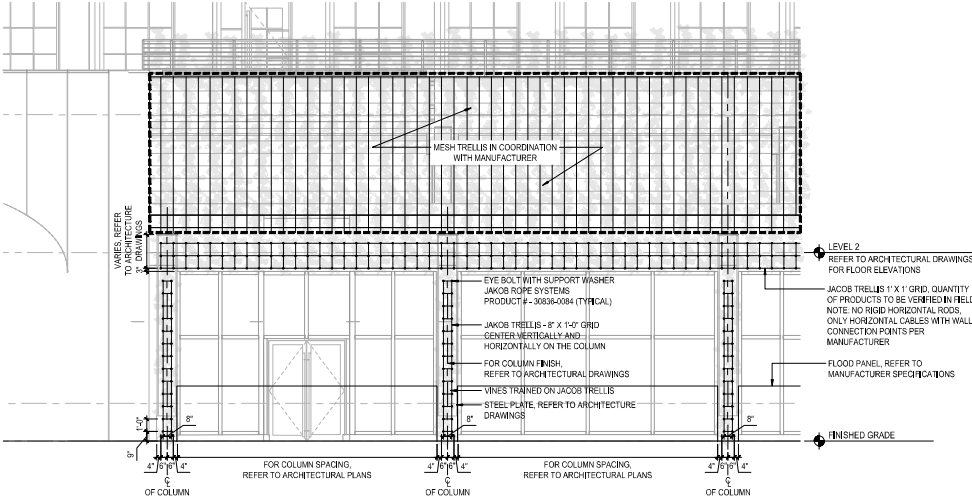 MESH TRELLIS IN COORDINATION
WITH MANUFACTURER
VARIES, REFER
TO ARCHITECTURE
DRAWINGS
3"
LEVEL 2
REFER TO ARCHITECTURAL DRAWINGS
FOR FLOOR ELEVATIONS
EYE BOLT WITH SUPPORT WASHER
JAKOB ROPE SYSTEMS
PRODUCT # - 30836-0084 (TYPICAL)
JACOB TRELLIS 1' X 1' GRID, QUANTITY
OF PRODUCTS TO BE VERIFIED IN FIELD
NOTE: NO RIGID HORIZONTAL RODS,
ONLY HORIZONTAL CABLES WITH WALL
CONNECTION POINTS PER
MANUFACTURER
JAKOB TRELLIS - 8" X 1'-0" GRID
CENTER VERTICALLY AND
HORIZONTALLY ON THE COLUMN
FOR COLUMN FINISH,
REFER TO ARCHITECTURAL DRAWINGS
FLOOD PANEL, REFER TO
MANUFACTURER SPECIFICATIONS
VINES TRAINED ON JACOB TRELLIS
STEEL PLATE, REFER TO ARCHITECTURE
DRAWINGS
1'-0"
9"
8"
8"
8"
FINISHED GRADE
4" 6" 6" 4"
FOR COLUMN SPACING,
REFER TO ARCHITECTURAL PLANS
4" 6" 6" 4"
FOR COLUMN SPACING,
REFER TO ARCHITECTURAL PLANS
4" 6" 6" 4"
℄
OF COLUMN
℄
OF COLUMN
℄
OF COLUMN